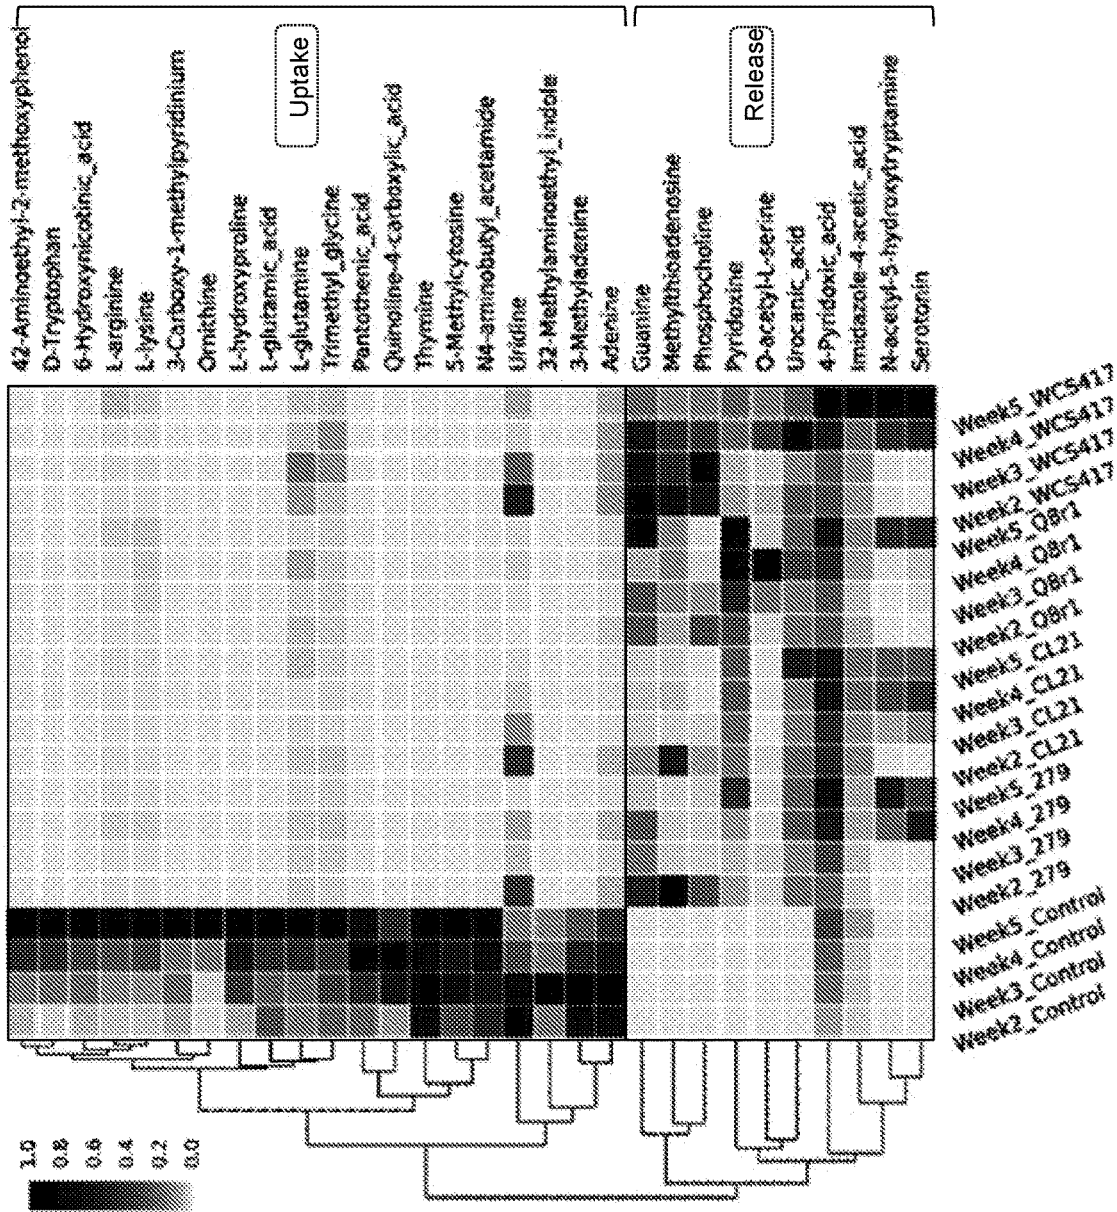 Uptake
Release
42-Aminoethyl-2-methoxyphenol
D-Tryptophan
6-Hydroxynicotinic_acid
L-arginine
L-lysine
3-Carboxy-1-methylpyridinium
Ornithine
L-hydroxyproline
L-glutamic_acid
L-glutamine
Trimethyl_glycine
Pantothenic_acid
Quinoline-4-carboxylic_acid
Thymine
5-Methylcytosine
N4-aminobutyl_acetamide
Uridine
32-Methylaminoethyl_indole
3-Methyladenine
Adenine
Guanine
Methylthioadenosine
Phosphocholine
Pyridoxine
O-acetyl-L-serine
Urocanic_acid
4-Pyridoxic_acid
Imidazole-4-acetic_acid
N-acetyl-5-hydroxytryptamine
Serotonin
Week5_WCS417
Week4_WCS417
Week3_WCS417
Week2_WCS417
Week5_Q8r1
Week4_Q8r1
Week3_Q8r1
Week2_Q8r1
Week5_CL21
Week4_CL21
Week3_CL21
Week2_CL21
Week5_279
Week4_279
Week3_279
Week2_279
Week5_Control
Week4_Control
Week3_Control
Week2_Control
1.0
0.8
0.6
0.4
0.2
0.0